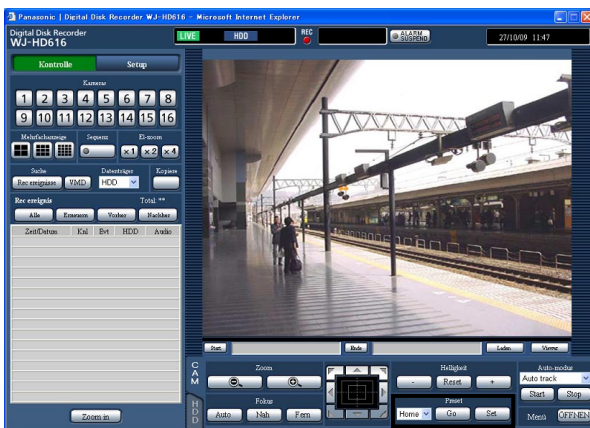 Panasonic | Digital Disk Recorder WJ-HD616 - Microsoft Internet Explorer
Digital Disk Recorder
WJ-HD616
LIVE HDD REC ALARM SUSPEND 27/10/09 11:47
Kontrolle Setup
Kameras
1 2 3 4 5 6 7 8
9 10 11 12 13 14 15 16
Mehrfachanzeige Sequenz El-zoom
x1 x2 x4
Suche Datenträger Kopiere
Rec ereignisse VMD HDD
Rec ereignis Total: **
Alle Erneuern Vorher Nachher
Zeit/Datum Knl Evt HDD Audio
Zoom in
Start Ende Laden Viewer
CAM
HDD
Zoom Helligkeit Auto-modus
- Reset + Auto track
Fokus Preset Start Stop
Auto Nah Fern Home Go Set Menü ÖFFNEN